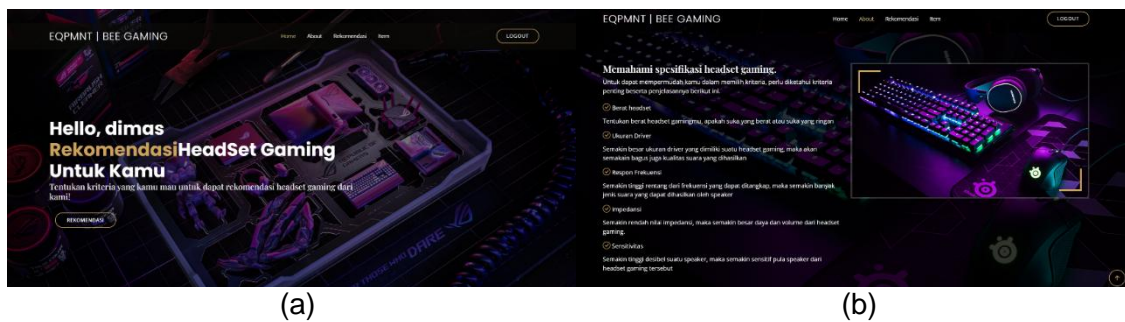 EQPMNT | BEE GAMING
Home About Rekomendasi Item
LOGOUT
Hello, dimas
RekomendasiHeadSet Gaming
Untuk Kamu
Tentukan kriteria yang kamu mau untuk dapat rekomendasi headset gaming dari
kami!
REKOMENDASI
DARE
(a)
EQPMNT | BEE GAMING
Home About Rekomendasi Item
LOGOUT
Memahami spesifikasi headset gaming.
Untuk dapat mempermudah kamu dalam memilih kriteria, perlu diketahui kriteria
penting beserta penjelasannya berikut ini.
Berat headset
Tentukan berat headset gamingmu, apakah suka yang berat atau suka yang ringan
Ukuran Driver
Semakin besar ukuran driver yang dimiliki suatu headset gaming, maka akan
semakain bagus juga kualitas suara yang dihasilkan
Respon Frekuensi
Semakin tinggi rentang dari frekuensi yang dapat ditangkap, maka semakin banyak
jenis suara yang dapat dihasilkan oleh speaker
Impedansi
Semakin rendah nilai impedansi, maka semakin besar daya dan volume dari headset
gaming.
Sensitivitas
Semakin tinggi desibel suatu speaker, maka semakin sensitif pula speaker dari
headset gaming tersebut
(b)